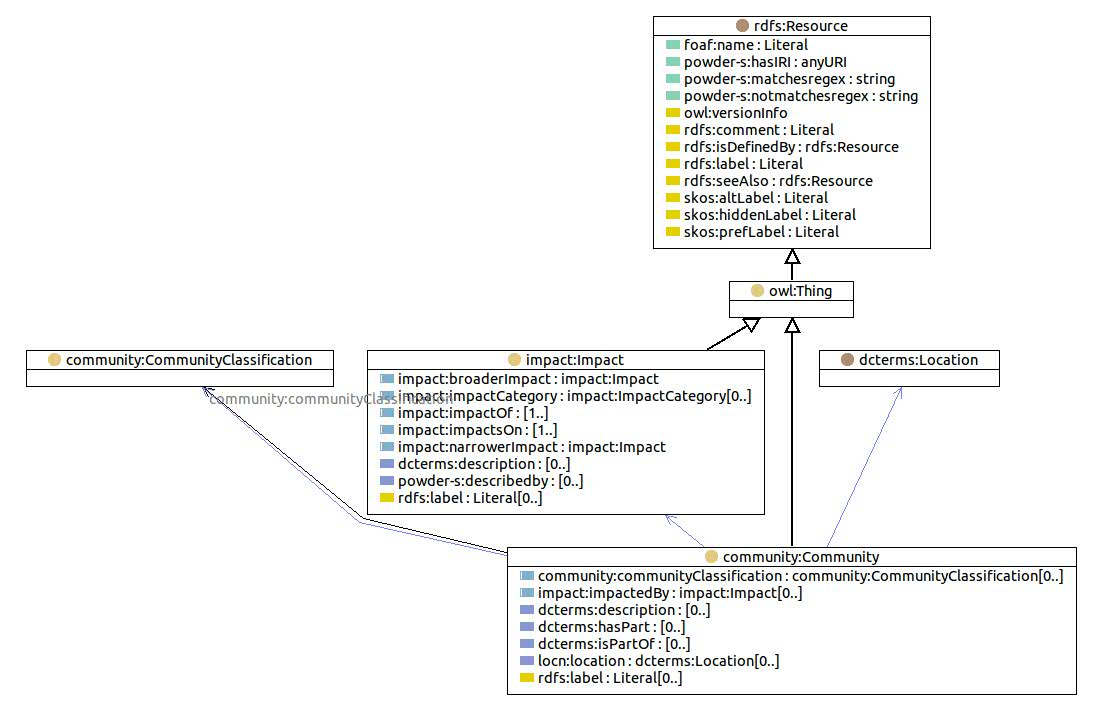 rdfs:Resource
foaf:name : Literal
powder-s:hasIRI : anyURI
powder-s:matchesregex : string
powder-s:notmatchesregex : string
owl:versionInfo
rdfs:comment : Literal
rdfs:isDefinedBy : rdfs:Resource
rdfs:label : Literal
rdfs:seeAlso : rdfs:Resource
skos:altLabel : Literal
skos:hiddenLabel : Literal
skos:prefLabel : Literal
owl:Thing
community:CommunityClassification
community:communityClassification
impact:Impact
impact:broaderImpact : impact:Impact
impact:impactCategory : impact:ImpactCategory[0..]
impact:impactOf : [1..]
impact:impactsOn : [1..]
impact:narrowerImpact : impact:Impact
dcterms:description : [0..]
powder-s:describedby : [0..]
rdfs:label : Literal[0..]
dcterms:Location
community:Community
community:communityClassification : community:CommunityClassification[0..]
impact:impactedBy : impact:Impact[0..]
dcterms:description : [0..]
dcterms:hasPart : [0..]
dcterms:isPartOf : [0..]
locn:location : dcterms:Location[0..]
rdfs:label : Literal[0..]